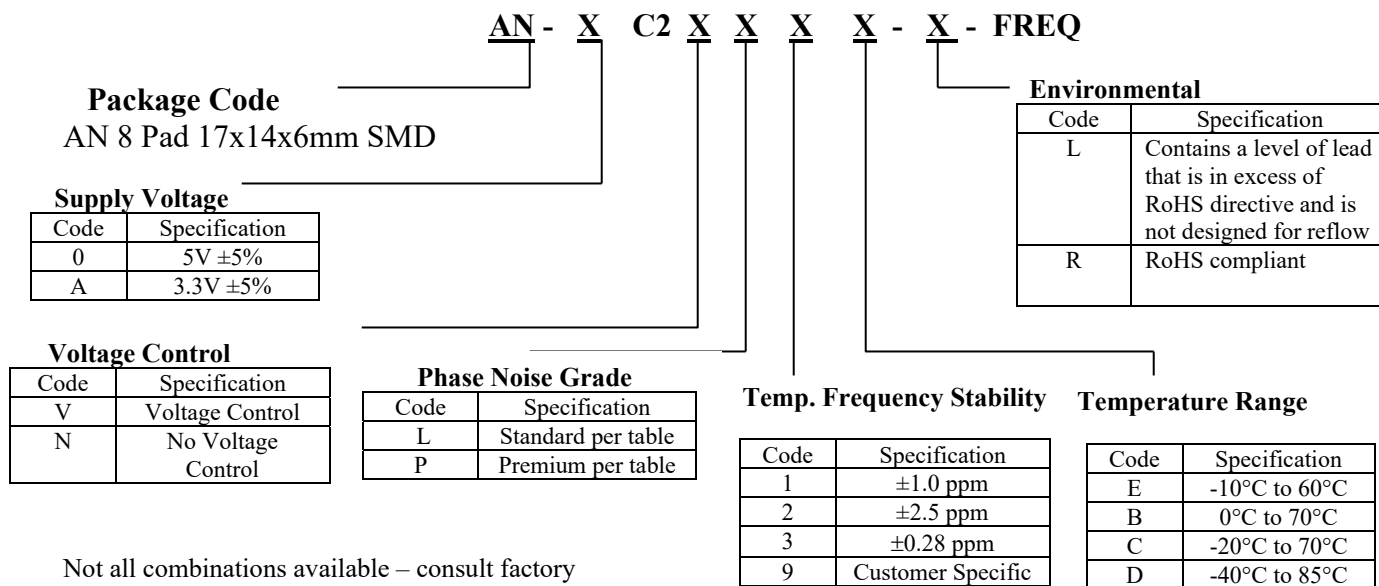 AN - X C2 X X X X - X - FREQ
Package Code
AN 8 Pad 17x14x6mm SMD
Environmental
Code Specification
L Contains a level of lead
that is in excess of
RoHS directive and is
not designed for reflow
R RoHS compliant
Supply Voltage
Code Specification
0 5V ±5%
A 3.3V ±5%
Voltage Control
Code Specification
V Voltage Control
N No Voltage
Control
Phase Noise Grade
Code Specification
L Standard per table
P Premium per table
Temp. Frequency Stability
Code Specification
1 ±1.0 ppm
2 ±2.5 ppm
3 ±0.28 ppm
9 Customer Specific
Temperature Range
Code Specification
E -10°C to 60°C
B 0°C to 70°C
C -20°C to 70°C
D -40°C to 85°C
Not all combinations available – consult factory